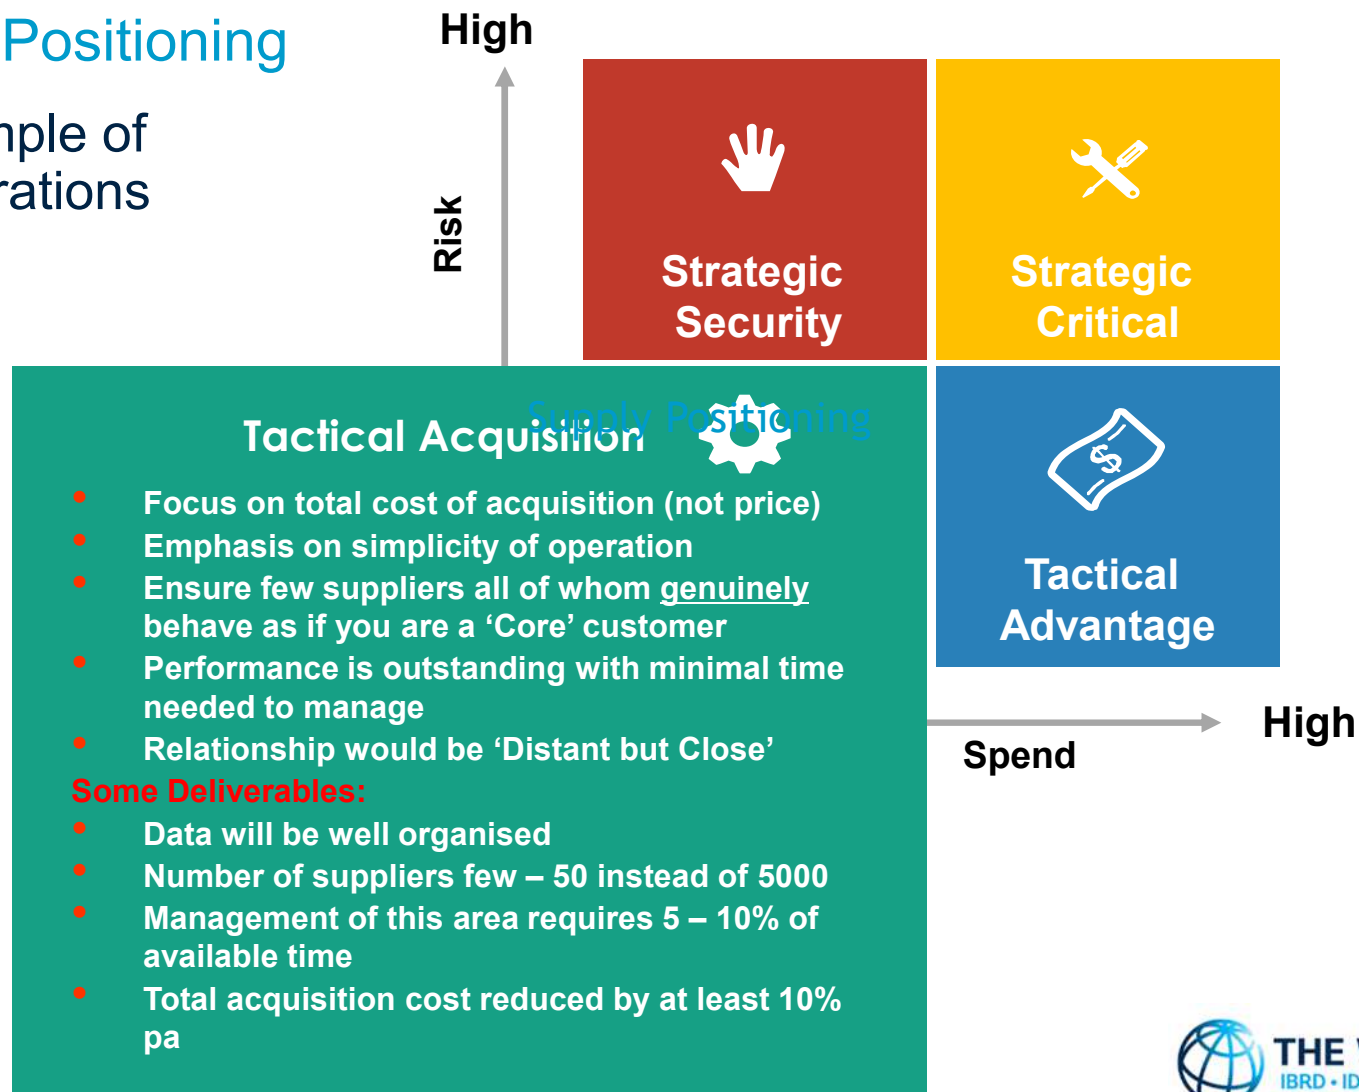 Positioning
High
mple of
rations
Risk
Strategic
Security
Strategic
Critical
Supply Positioning
Tactical Acquisition
• Focus on total cost of acquisition (not price)
• Emphasis on simplicity of operation
• Ensure few suppliers all of whom genuinely
behave as if you are a ‘Core’ customer
• Performance is outstanding with minimal time
needed to manage
• Relationship would be ‘Distant but Close’
Some Deliverables:
• Data will be well organised
• Number of suppliers few – 50 instead of 5000
• Management of this area requires 5 – 10% of
available time
• Total acquisition cost reduced by at least 10%
pa
Tactical
Advantage
High
Spend
THE
IBRD • ID